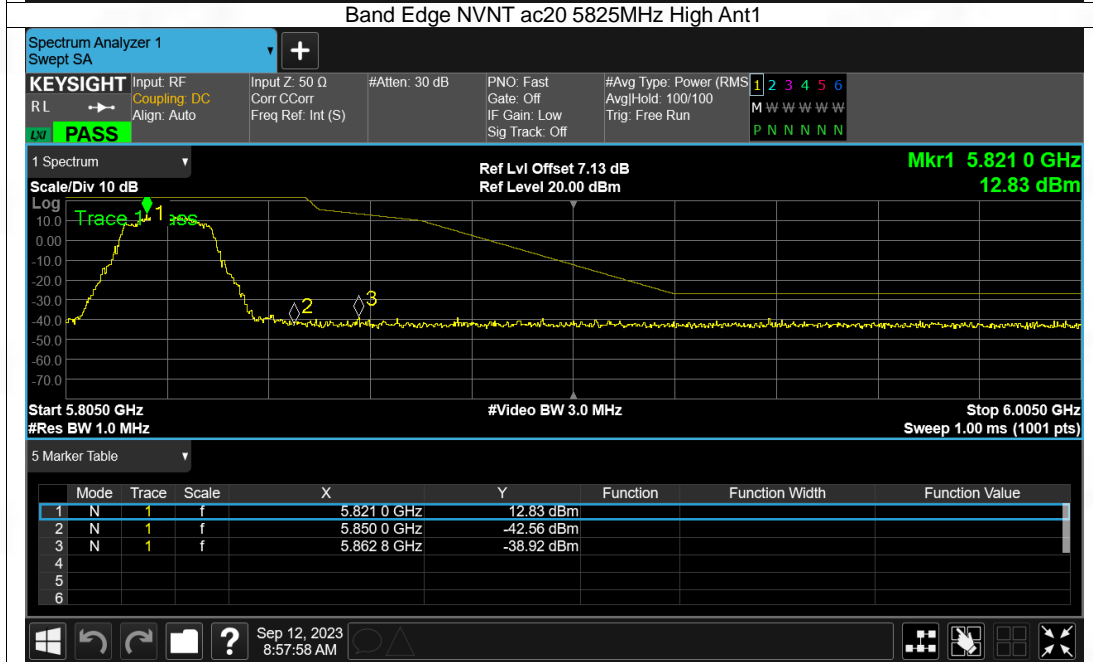 Band Edge NVNT ac20 5825MHz High Ant1
Spectrum Analyzer 1
Swept SA
+
KEYSIGHT
RL
LXI PASS
Input: RF
Coupling: DC
Align: Auto
Input Z: 50 Ω
Corr CCorr
Freq Ref: Int (S)
#Atten: 30 dB
PNO: Fast
Gate: Off
IF Gain: Low
Sig Track: Off
#Avg Type: Power (RMS
Avg|Hold: 100/100
Trig: Free Run
1 2 3 4 5 6
M W W W W W
P N N N N N
1 Spectrum
Scale/Div 10 dB
Ref Lvl Offset 7.13 dB
Ref Level 20.00 dBm
Mkr1 5.821 0 GHz
12.83 dBm
Log
Trace 1 Pass
1
2
3
10.0
0.00
-10.0
-20.0
-30.0
-40.0
-50.0
-60.0
-70.0
Start 5.8050 GHz
#Video BW 3.0 MHz
Stop 6.0050 GHz
#Res BW 1.0 MHz
Sweep 1.00 ms (1001 pts)
5 Marker Table
Mode Trace Scale X Y Function Function Width Function Value
1 N 1 f 5.821 0 GHz 12.83 dBm
2 N 1 f 5.850 0 GHz -42.56 dBm
3 N 1 f 5.862 8 GHz -38.92 dBm
4
5
6
?
Sep 12, 2023
8:57:58 AM